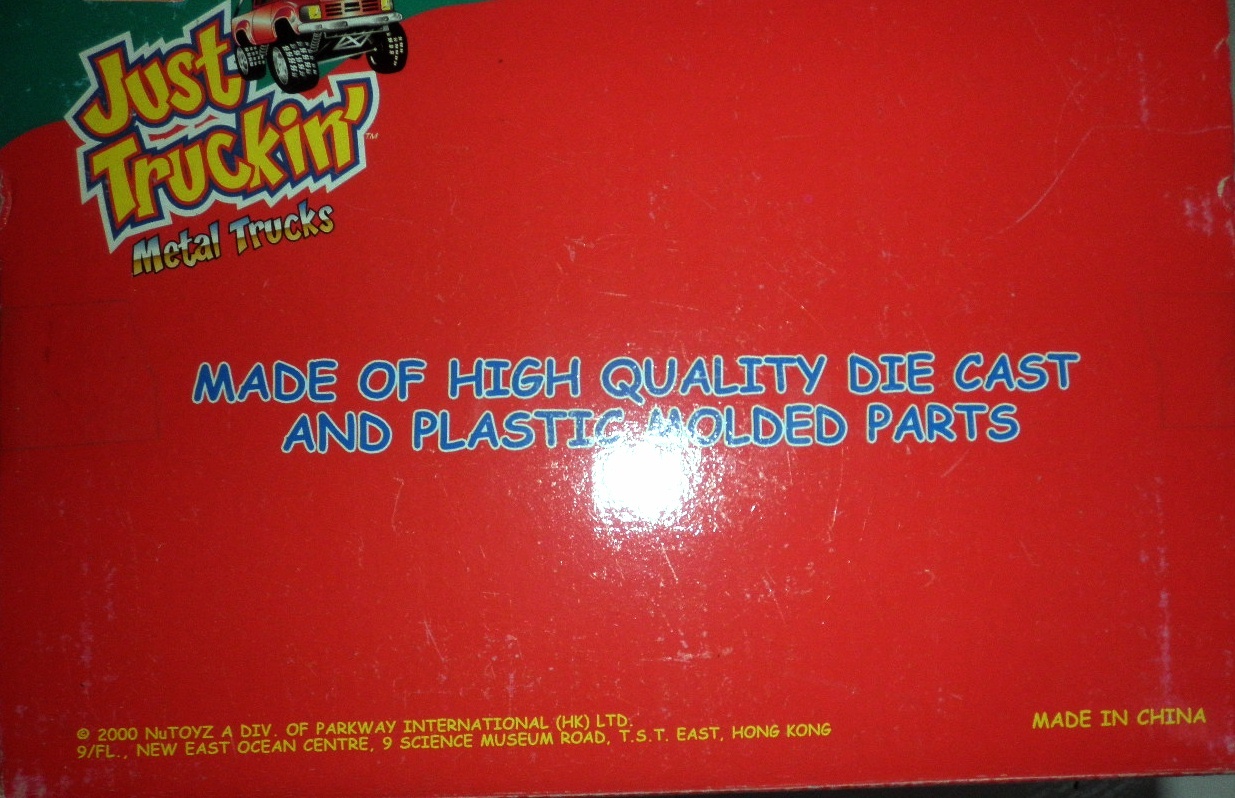 Just
Truckin'™
Metal Trucks
MADE OF HIGH QUALITY DIE CAST
AND PLASTIC MOLDED PARTS
© 2000 NuTOYZ A DIV. OF PARKWAY INTERNATIONAL (HK) LTD.
9/FL., NEW EAST OCEAN CENTRE, 9 SCIENCE MUSEUM ROAD, T.S.T. EAST, HONG KONG
MADE IN CHINA